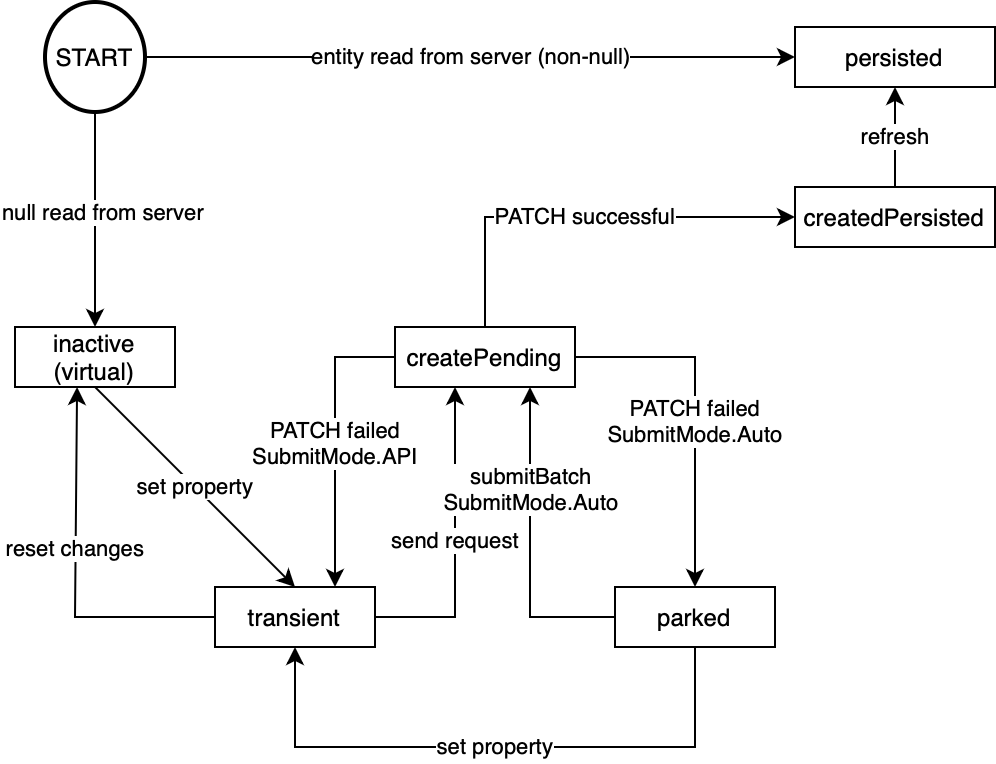 START
entity read from server (non-null)
persisted
refresh
null read from server
PATCH successful
createdPersisted
inactive
(virtual)
createPending
PATCH failed
SubmitMode.API
PATCH failed
SubmitMode.Auto
submitBatch
SubmitMode.Auto
set property
send request
reset changes
transient
parked
set property